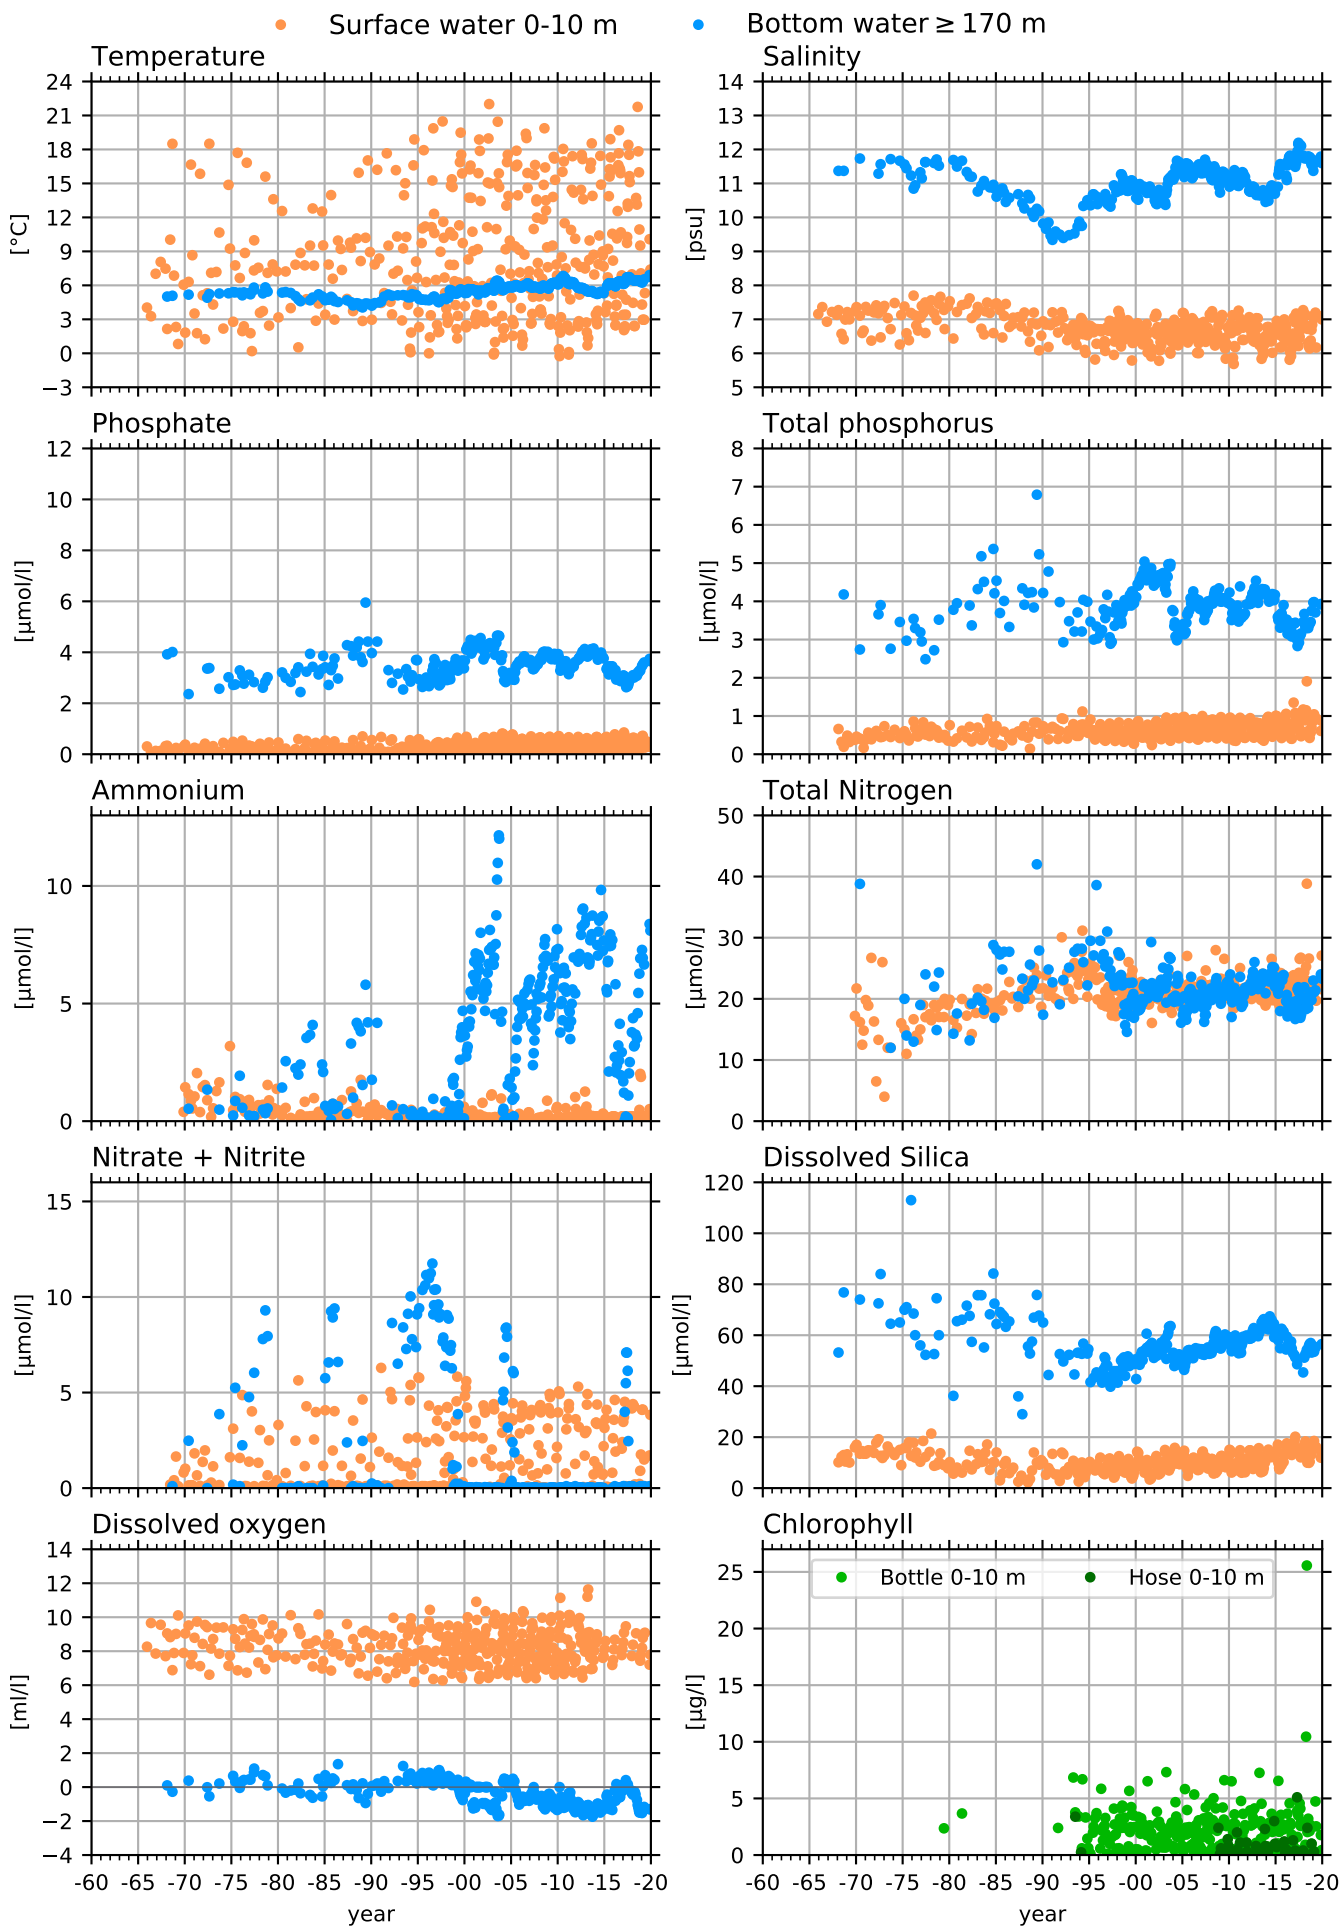 Surface water 0-10 m
Bottom water ≥ 170 m
Temperature
24
21
18
15
12
9
6
3
0
−3
[°C]
Salinity
14
13
12
11
10
9
8
7
6
5
[psu]
Phosphate
12
10
8
6
4
2
0
[µmol/l]
Total phosphorus
8
7
6
5
4
3
2
1
0
[µmol/l]
Ammonium
10
5
0
[µmol/l]
Total Nitrogen
50
40
30
20
10
0
[µmol/l]
Nitrate + Nitrite
15
10
5
0
[µmol/l]
Dissolved Silica
120
100
80
60
40
20
0
[µmol/l]
Dissolved oxygen
14
12
10
8
6
4
2
0
−2
−4
[ml/l]
-60 -70 -75 -80 -85 -90 -95 -00 -05 -10 -15 -20
year
Chlorophyll
Bottle 0-10 m
Hose 0-10 m
25
20
15
10
5
0
[µg/l]
-60 -70 -75 -80 -85 -90 -95 -00 -05 -10 -15 -20
year